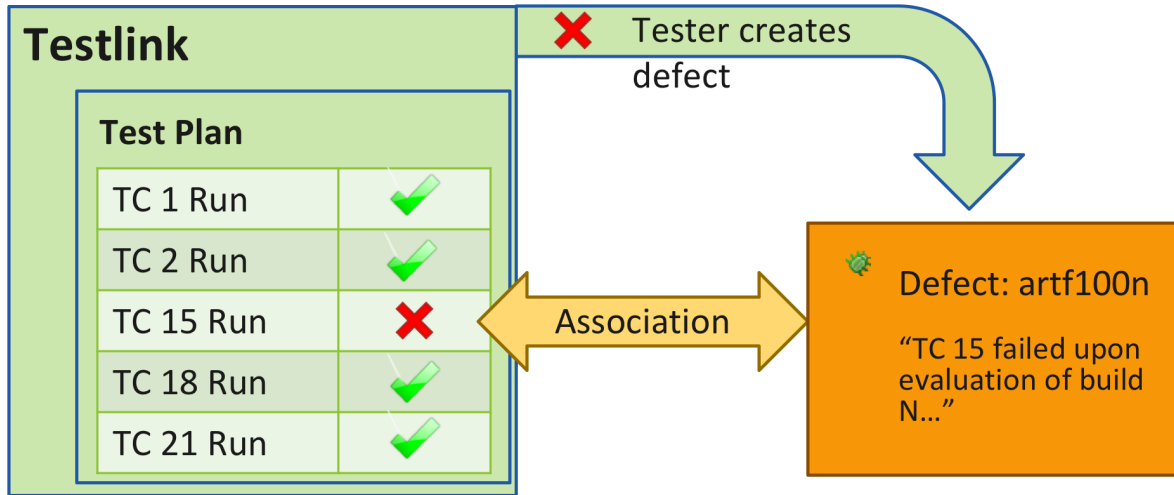 Testlink
Tester creates
defect
Test Plan
TC 1 Run
TC 2 Run
TC 15 Run
TC 18 Run
TC 21 Run
Association
Defect: artf100n
“TC 15 failed upon
evaluation of build
N...”